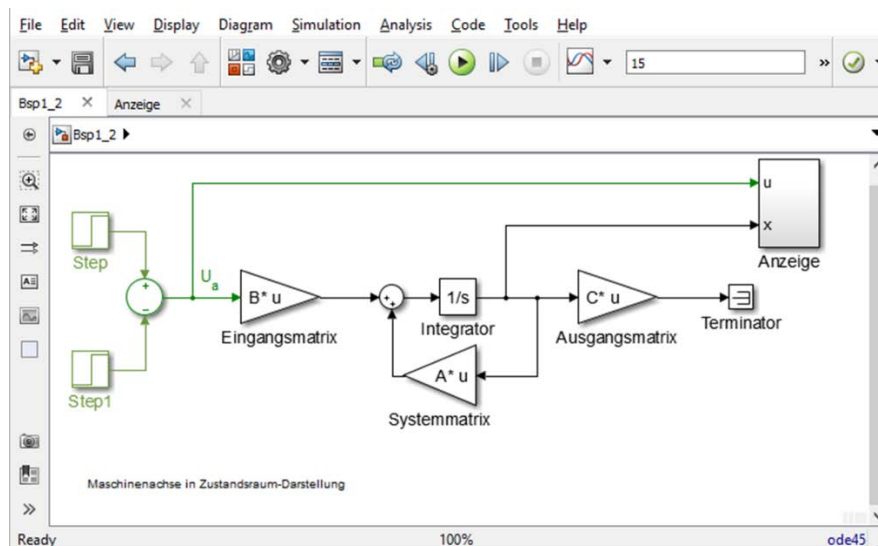 File Edit View Display Diagram Simulation Analysis Code Tools Help
15
»
Bsp1_2 Anzeige
Bsp1_2
u
x
Anzeige
Step
U_a
+
−
B* u
Eingangsmatrix
+
+
1/s
Integrator
C* u
Ausgangsmatrix
Terminator
A* u
Systemmatrix
Step1
Maschinenachse in Zustandsraum-Darstellung
»
Ready 100% ode45